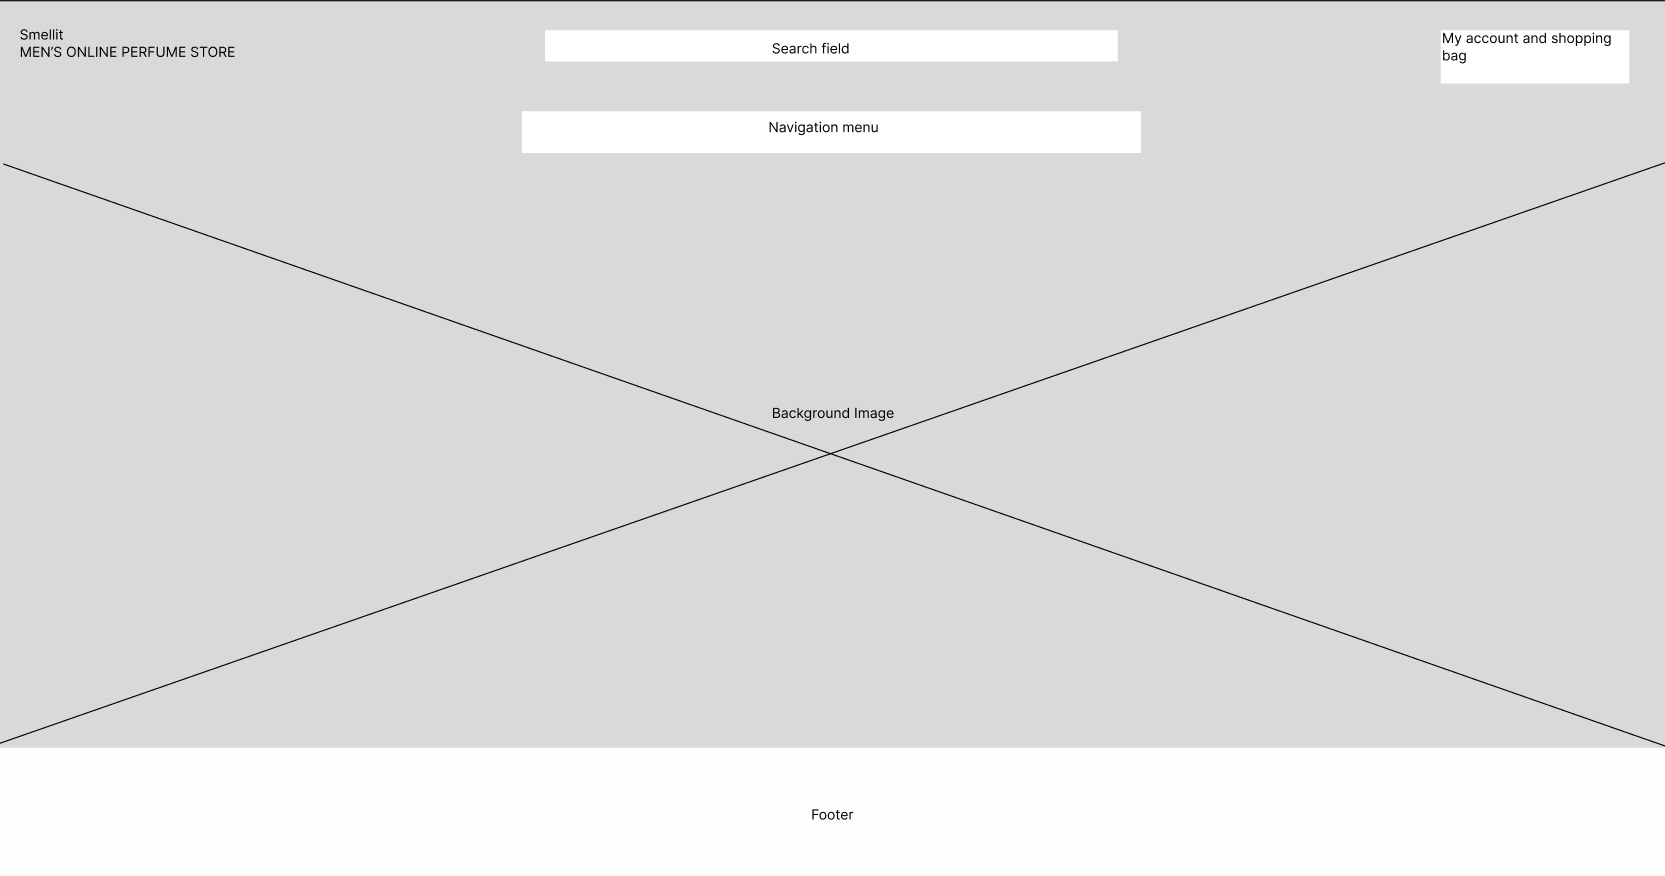 Smellit
MEN’S ONLINE PERFUME STORE
Search field
My account and shopping
bag
Navigation menu
Background Image
Footer